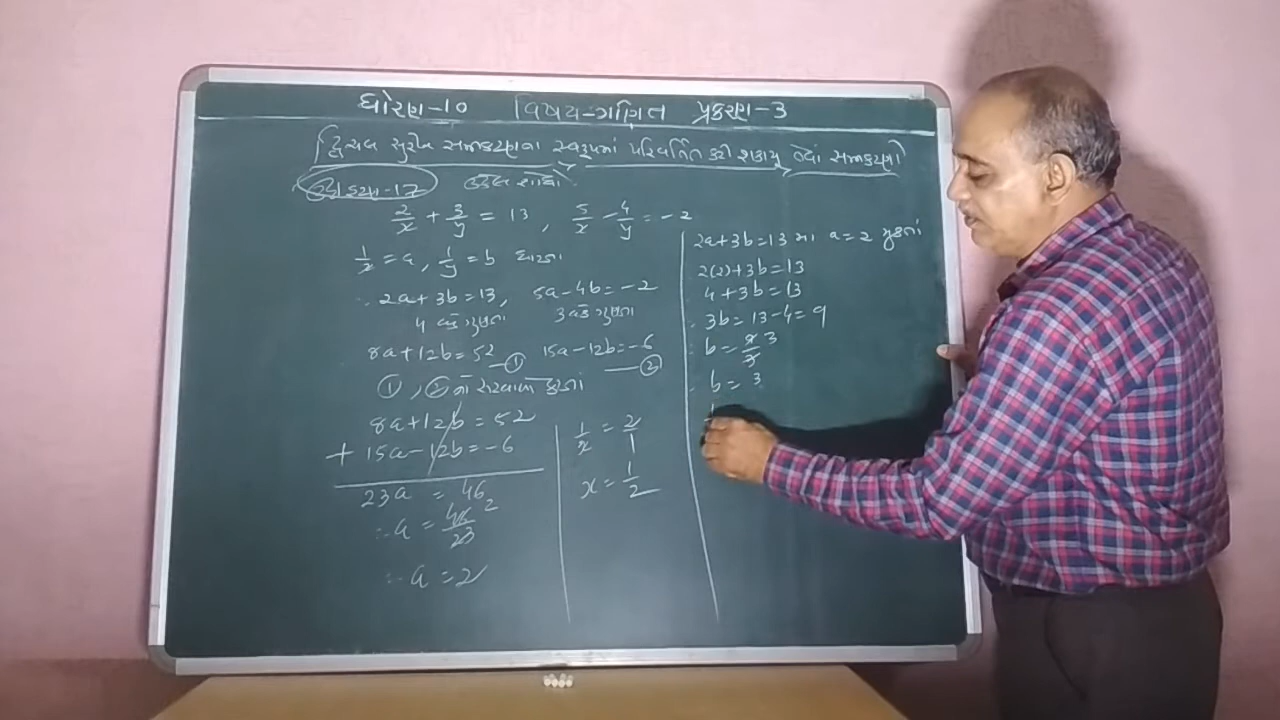 ધોરણ-10 વિષય-ગણિત પ્રકરણ-3
દ્વિચલ સુરેખ સમીકરણના સ્વરૂપમાં પરિવર્તિત કરી શકાય તેવાં સમીકરણો
ઉદાહરણ-17 ઉકેલ શોધો
2/x + 3/y = 13, 5/x - 4/y = -2
1/x = a, 1/y = b ધારતા
∴ 2a+3b=13, 5a-4b=-2
4 વડે ગુણતા 3 વડે ગુણતા
8a+12b=52 —① 15a-12b=-6 —②
①, ② નો સરવાળો કરતાં
8a+12b=52
+ 15a-12b=-6
23a = 46
∴ a = 46/23 2
∴ a = 2
1/x = 2/1
x = 1/2
2a+3b=13 માં a=2 મુકતાં
2(2)+3b=13
4+3b=13
∴ 3b=13-4=9
∴ b = 9/3 3
∴ b = 3